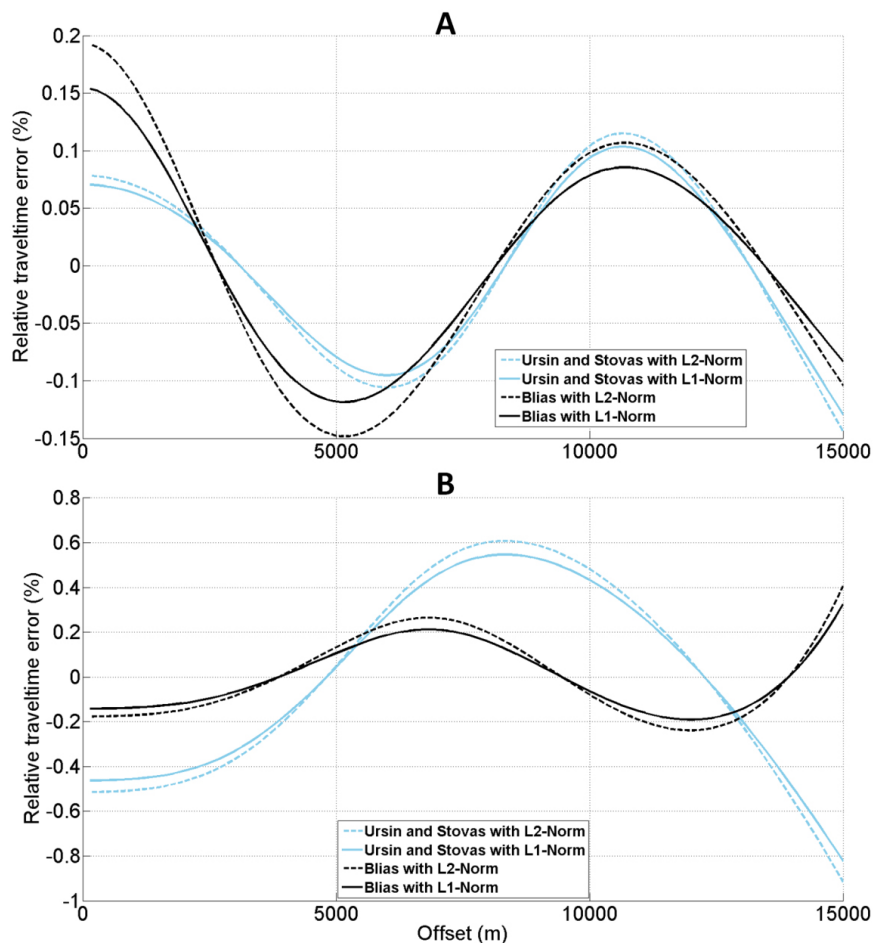 A
Relative traveltime error (%)
0.2
0.15
0.1
0.05
0
-0.05
-0.1
-0.15
Ursin and Stovas with L2-Norm
Ursin and Stovas with L1-Norm
Blias with L2-Norm
Blias with L1-Norm
0
5000
10000
15000
B
Relative traveltime error (%)
0.8
0.6
0.4
0.2
0
-0.2
-0.4
-0.6
-0.8
-1
Ursin and Stovas with L2-Norm
Ursin and Stovas with L1-Norm
Blias with L2-Norm
Blias with L1-Norm
0
5000
10000
15000
Offset (m)